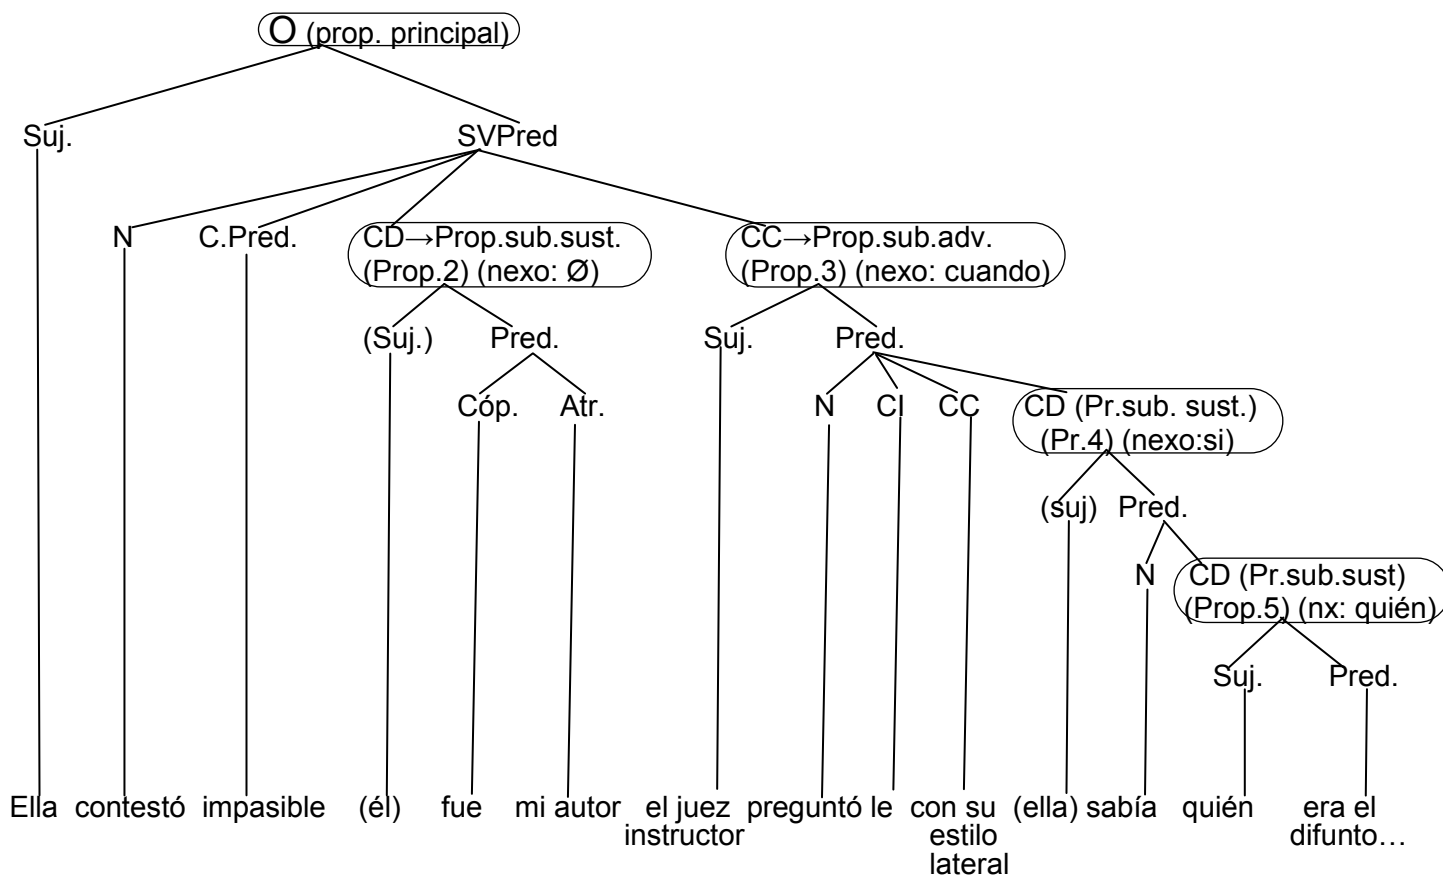 O (prop. principal)
Suj. SVPred
N C.Pred. CD→Prop.sub.sust. CC→Prop.sub.adv.
(Prop.2) (nexo: Ø) (Prop.3) (nexo: cuando)
(Suj.) Pred. Suj. Pred.
Cóp. Atr. N CI CC CD (Pr.sub. sust.)
(Pr.4) (nexo:si)
(suj) Pred.
N CD (Pr.sub.sust)
(Prop.5) (nx: quién)
Suj. Pred.
Ella contestó impasible (él) fue mi autor el juez preguntó le con su (ella) sabía quién era el
instructor estilo difunto…
lateral